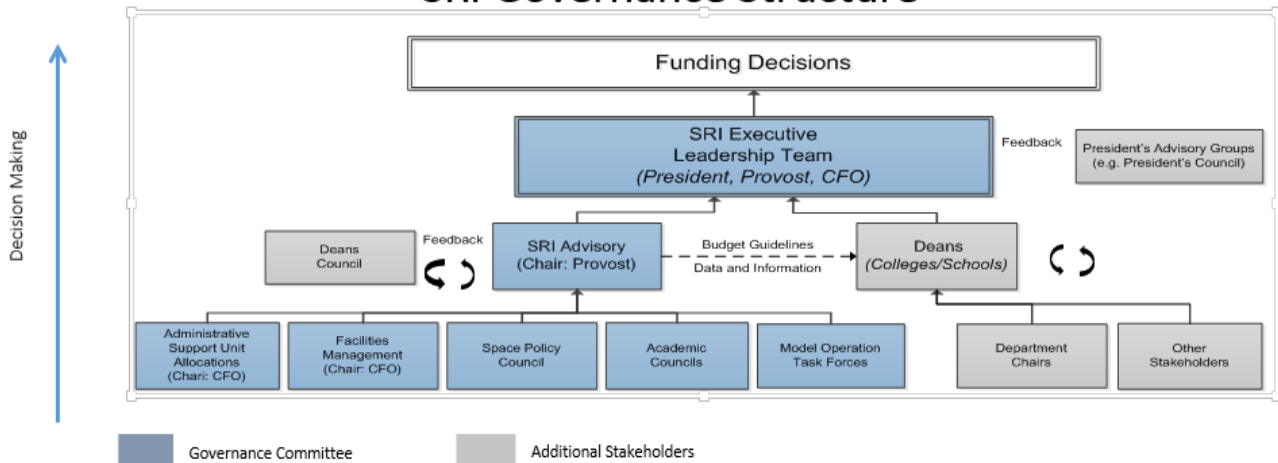 SRI Governance Structure
Decision Making
Funding Decisions
SRI Executive
Leadership Team
(President, Provost, CFO)
Feedback
President's Advisory Groups
(e.g. President's Council)
Deans
Council
Feedback
SRI Advisory
(Chair: Provost)
Budget Guidelines
Data and Information
Deans
(Colleges/Schools)
Administrative
Support Unit
Allocations
(Chari: CFO)
Facilities
Management
(Chair: CFO)
Space Policy
Council
Academic
Councils
Model Operation
Task Forces
Department
Chairs
Other
Stakeholders
Governance Committee
Additional Stakeholders